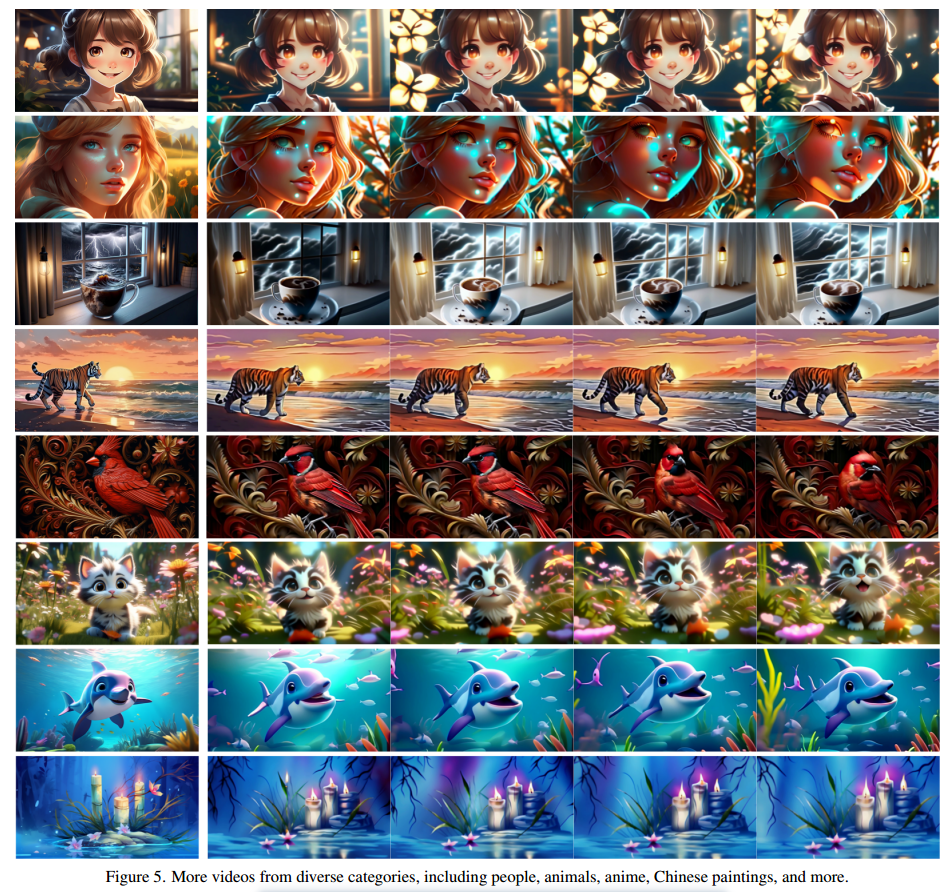 Figure 5. More videos from diverse categories, including people, animals, anime, Chinese paintings, and more.